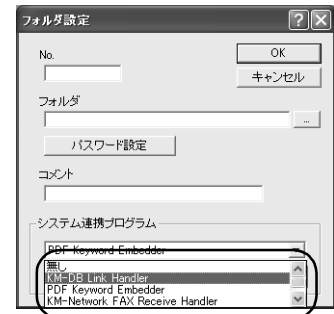 フォルダ設定
No.
OK
キャンセル
フォルダ
...
パスワード設定
コメント
システム連携プログラム
PDF Keyword Embedder
無し
KM-DB Link Handler
PDF Keyword Embedder
KM-Network FAX Receive Handler